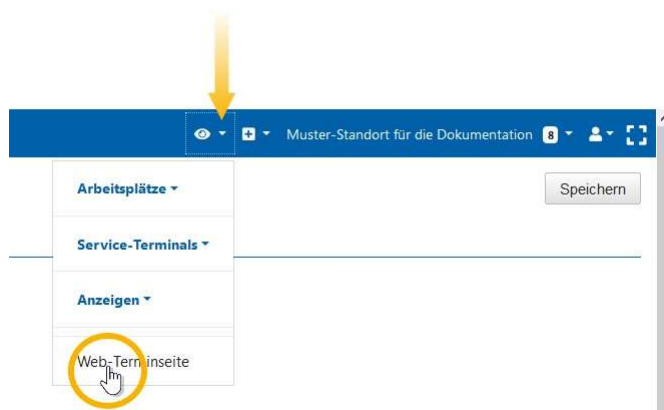 Muster-Standort für die Dokumentation 8
Arbeitsplätze
Speichern
Service-Terminals
Anzeigen
Web-Terminseite